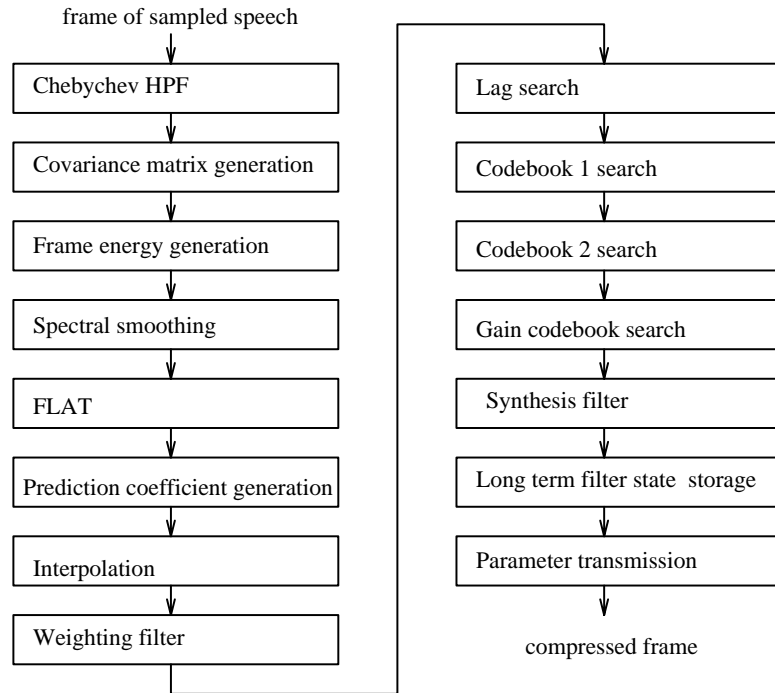 frame of sampled speech
Chebychev HPF
Covariance matrix generation
Frame energy generation
Spectral smoothing
FLAT
Prediction coefficient generation
Interpolation
Weighting filter
Lag search
Codebook 1 search
Codebook 2 search
Gain codebook search
Synthesis filter
Long term filter state storage
Parameter transmission
compressed frame